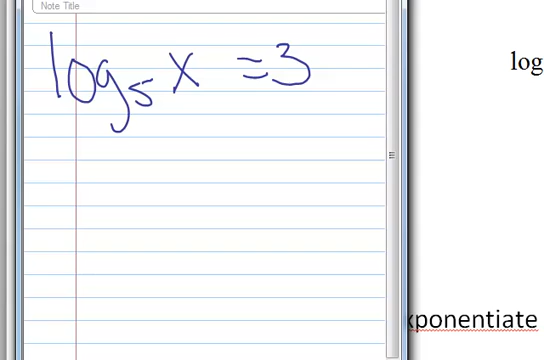 Note Title
log₅ x = 3
log
xponentiate